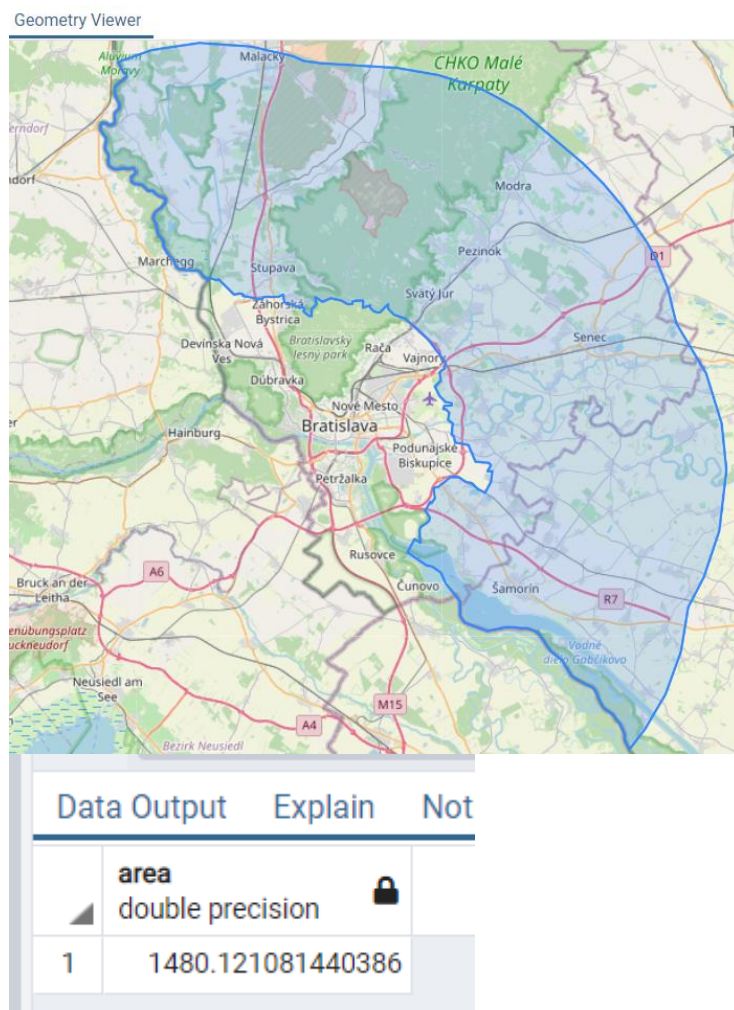 Geometry Viewer
Malacky
CHKO Malé
Karpaty
Modra
Marchegg
Stupava
Pezinok
D1
Svätý Jur
Záhorská
Bystrica
Senec
Devínska Nová
Ves
Bratislavský
lesný park
Rača
Vajnory
Dúbravka
Nové Mesto
Hainburg
Bratislava
Podunajské
Biskupice
Petržalka
Rusovce
A6
Bruck an der
Leitha
Čunovo
Šamorín
R7
Vodné
dielo Gabčíkovo
Neusiedl am
See
M15
A4
Bezirk Neusiedl
Data Output Explain Not
area
double precision
1 1480.121081440386